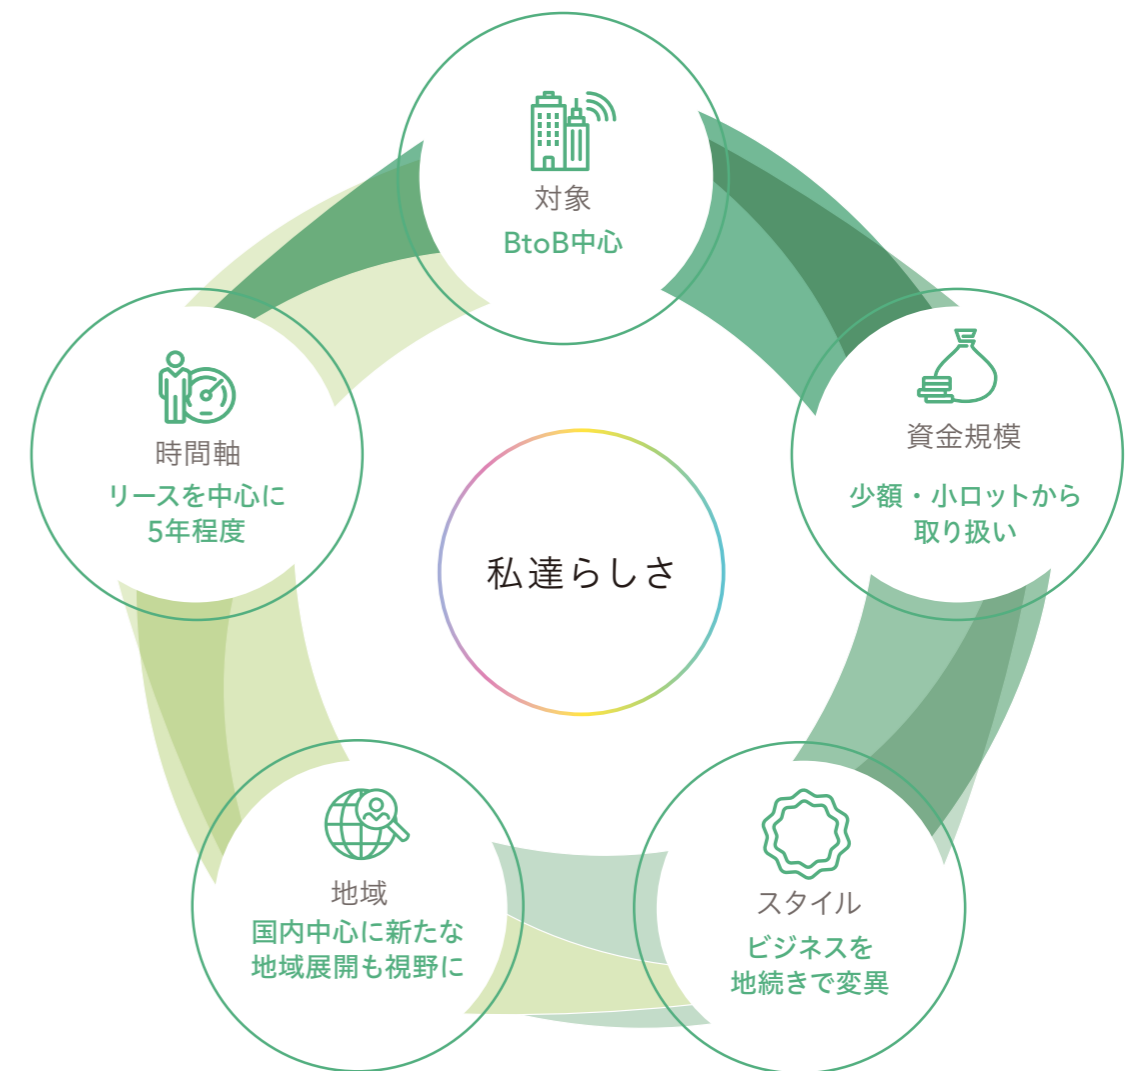 対象
BtoB中心
資金規模
少額・小ロットから
取り扱い
スタイル
ビジネスを
地続きで変異
地域
国内中心に新たな
地域展開も視野に
時間軸
リースを中心に
5年程度
私達らしさ